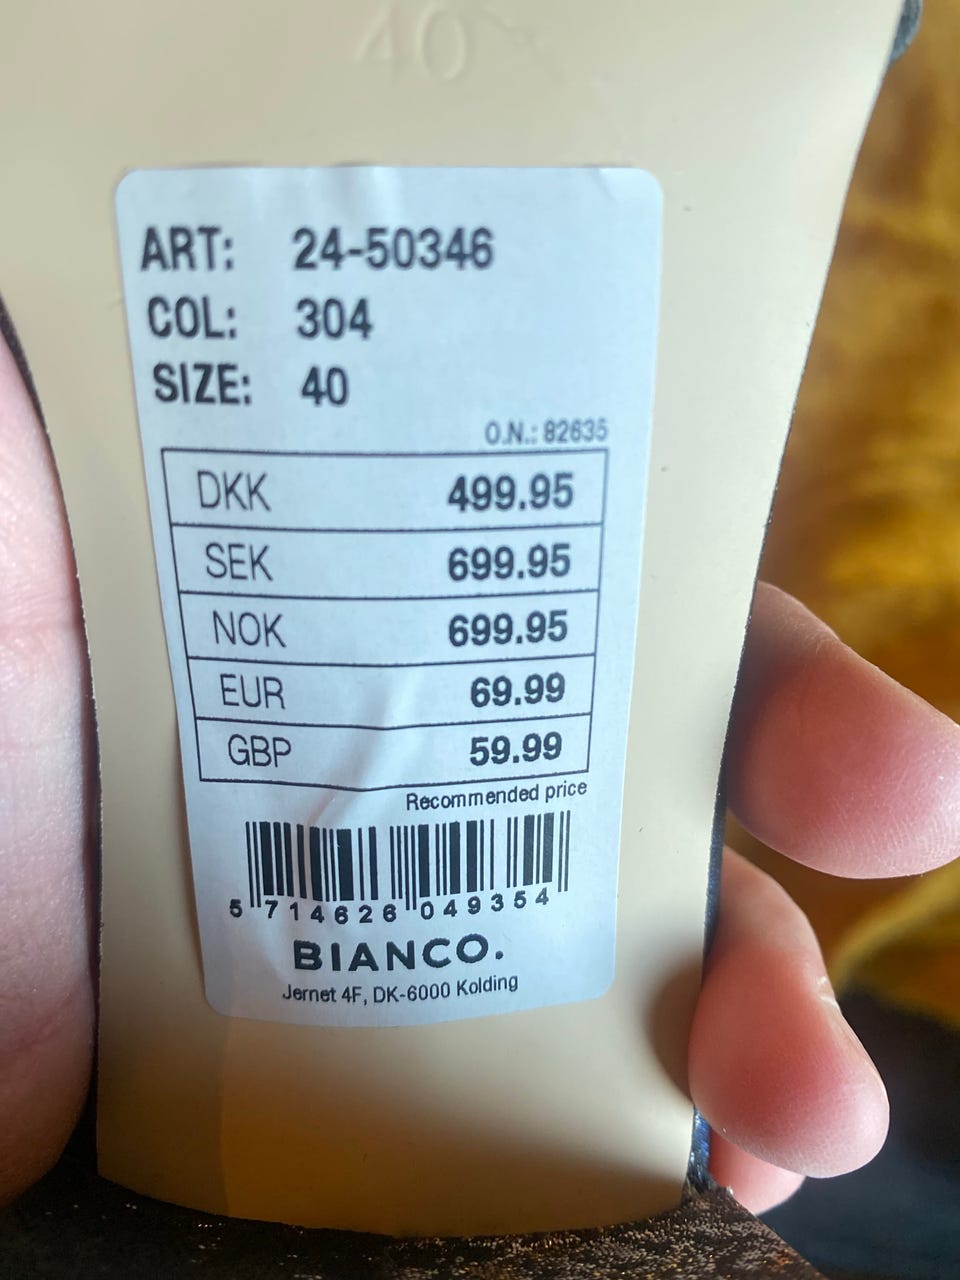 40
ART: 24-50346
COL: 304
SIZE: 40
O.N.: 82635
DKK 499.95
SEK 699.95
NOK 699.95
EUR 69.99
GBP 59.99
Recommended price
5 714626 049354
BIANCO.
Jernet 4F, DK-6000 Kolding